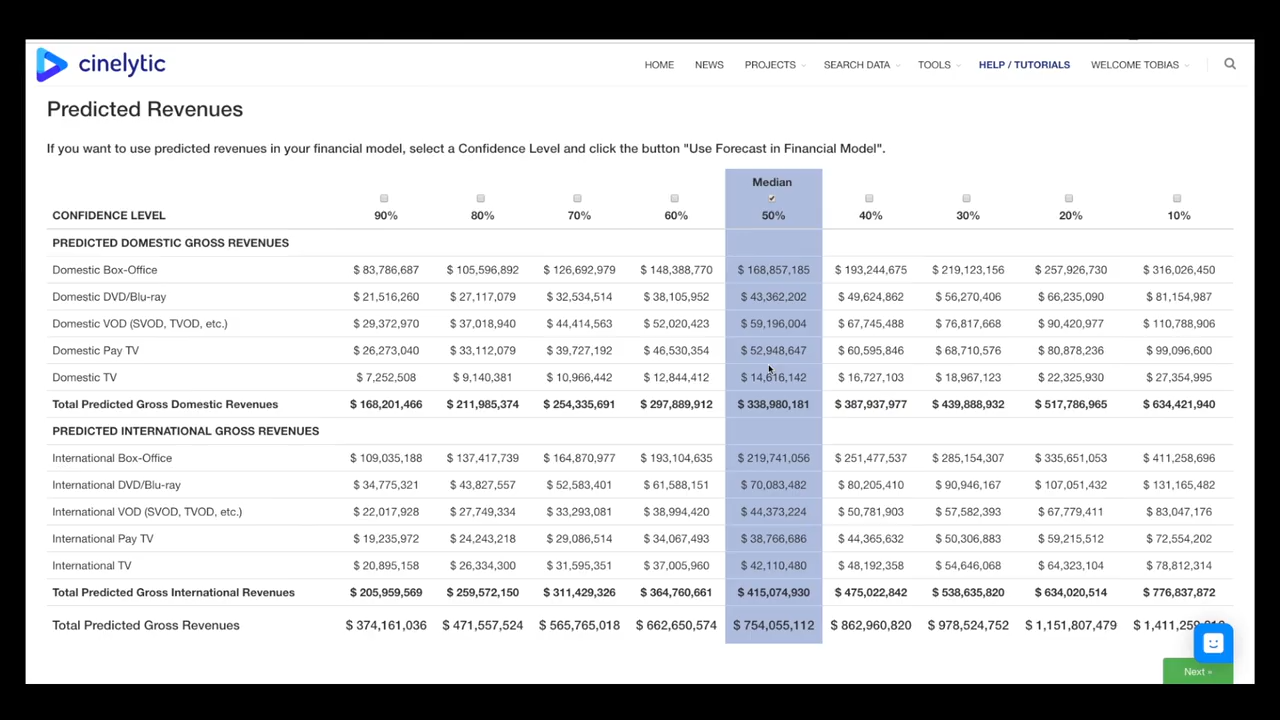 cinelytic
HOME NEWS PROJECTS SEARCH DATA TOOLS HELP / TUTORIALS WELCOME TOBIAS
Predicted Revenues
If you want to use predicted revenues in your financial model, select a Confidence Level and click the button "Use Forecast in Financial Model".
Median
CONFIDENCE LEVEL 90% 80% 70% 60% 50% 40% 30% 20% 10%
PREDICTED DOMESTIC GROSS REVENUES
Domestic Box-Office $ 83,786,687 $ 105,596,892 $ 126,692,979 $ 148,388,770 $ 168,857,185 $ 193,244,675 $ 219,123,156 $ 257,926,730 $ 316,026,450
Domestic DVD/Blu-ray $ 21,516,260 $ 27,117,079 $ 32,534,514 $ 38,105,952 $ 43,362,202 $ 49,624,862 $ 56,270,406 $ 66,235,090 $ 81,154,987
Domestic VOD (SVOD, TVOD, etc.) $ 29,372,970 $ 37,018,940 $ 44,414,563 $ 52,020,423 $ 59,196,004 $ 67,745,488 $ 76,817,668 $ 90,420,977 $ 110,788,906
Domestic Pay TV $ 26,273,040 $ 33,112,079 $ 39,727,192 $ 46,530,354 $ 52,948,647 $ 60,595,846 $ 68,710,576 $ 80,878,236 $ 99,096,600
Domestic TV $ 7,252,508 $ 9,140,381 $ 10,966,442 $ 12,844,412 $ 14,616,142 $ 16,727,103 $ 18,967,123 $ 22,325,930 $ 27,354,995
Total Predicted Gross Domestic Revenues $ 168,201,466 $ 211,985,374 $ 254,335,691 $ 297,889,912 $ 338,980,181 $ 387,937,977 $ 439,888,932 $ 517,786,965 $ 634,421,940
PREDICTED INTERNATIONAL GROSS REVENUES
International Box-Office $ 109,035,188 $ 137,417,739 $ 164,870,977 $ 193,104,635 $ 219,741,056 $ 251,477,537 $ 285,154,307 $ 335,651,053 $ 411,258,696
International DVD/Blu-ray $ 34,775,321 $ 43,827,557 $ 52,583,401 $ 61,588,151 $ 70,083,482 $ 80,205,410 $ 90,946,167 $ 107,051,432 $ 131,165,482
International VOD (SVOD, TVOD, etc.) $ 22,017,928 $ 27,749,334 $ 33,293,081 $ 38,994,420 $ 44,373,224 $ 50,781,903 $ 57,582,393 $ 67,779,411 $ 83,047,176
International Pay TV $ 19,235,972 $ 24,243,218 $ 29,086,514 $ 34,067,493 $ 38,766,686 $ 44,365,632 $ 50,306,883 $ 59,215,512 $ 72,554,202
International TV $ 20,895,158 $ 26,334,300 $ 31,595,351 $ 37,005,960 $ 42,110,480 $ 48,192,358 $ 54,646,068 $ 64,323,104 $ 78,812,314
Total Predicted Gross International Revenues $ 205,959,569 $ 259,572,150 $ 311,429,326 $ 364,760,661 $ 415,074,930 $ 475,022,842 $ 538,635,820 $ 634,020,514 $ 776,837,872
Total Predicted Gross Revenues $ 374,161,036 $ 471,557,524 $ 565,765,018 $ 662,650,574 $ 754,055,112 $ 862,960,820 $ 978,524,752 $ 1,151,807,479
Next »